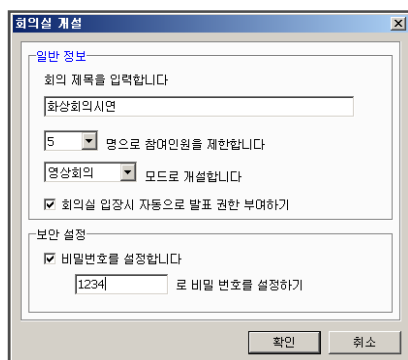 회의실 개설
일반 정보
회의 제목을 입력합니다
화상회의시연
5 명으로 참여인원을 제한합니다
영상회의 모드로 개설합니다
회의실 입장시 자동으로 발표 권한 부여하기
보안 설정
비밀번호를 설정합니다
1234 로 비밀 번호를 설정하기
확인 취소